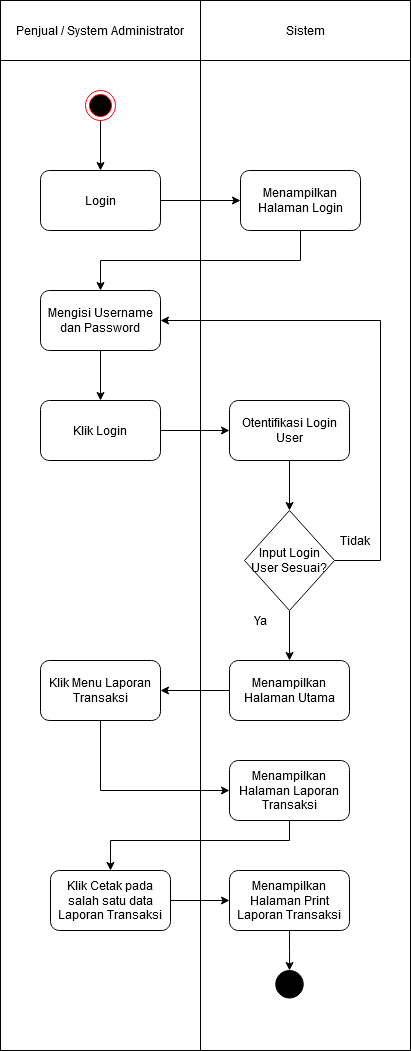 Penjual / System Administrator
Sistem
Login
Menampilkan
Halaman Login
Mengisi Username
dan Password
Klik Login
Otentifikasi Login
User
Input Login
User Sesuai?
Tidak
Ya
Klik Menu Laporan
Transaksi
Menampilkan
Halaman Utama
Menampilkan
Halaman Laporan
Transaksi
Klik Cetak pada
salah satu data
Laporan Transaksi
Menampilkan
Halaman Print
Laporan Transaksi